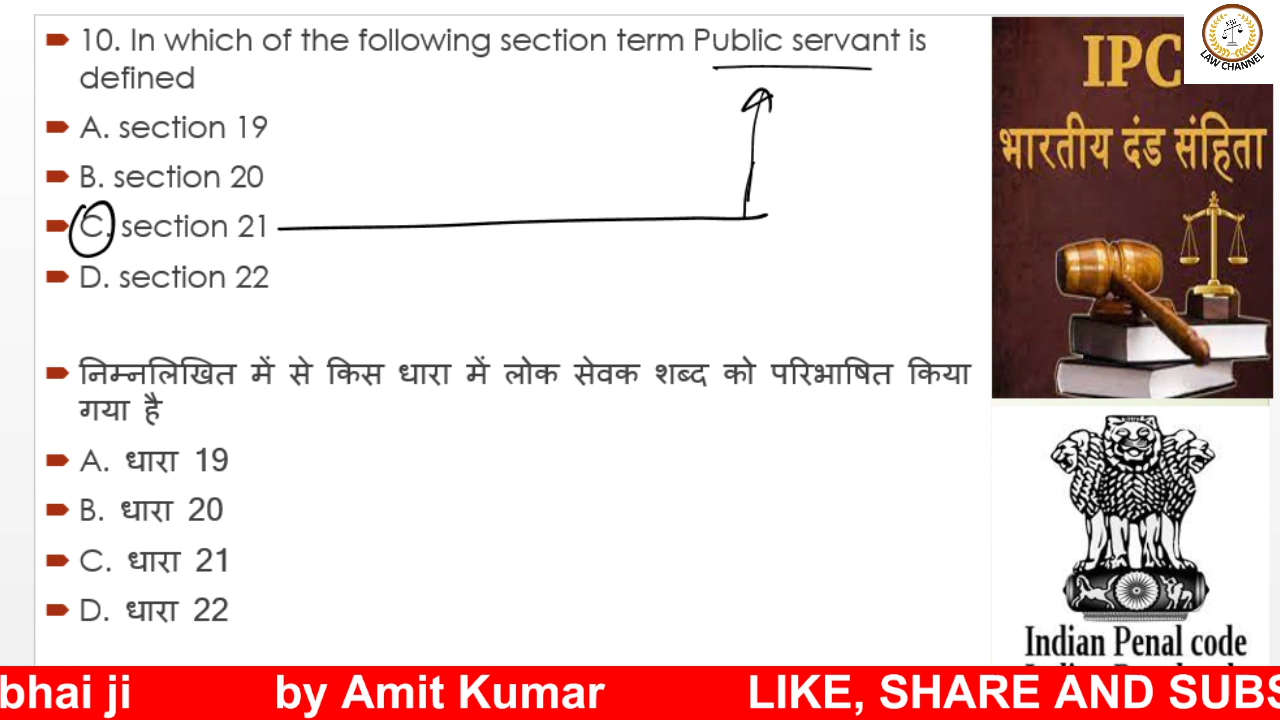 10. In which of the following section term Public servant is
defined
A. section 19
B. section 20
C. section 21
D. section 22
निम्नलिखित में से किस धारा में लोक सेवक शब्द को परिभाषित किया
गया है
A. धारा 19
B. धारा 20
C. धारा 21
D. धारा 22
IPC
भारतीय दंड संहिता
LAW CHANNEL
Indian Penal code
bhai ji by Amit Kumar LIKE, SHARE AND SUBS